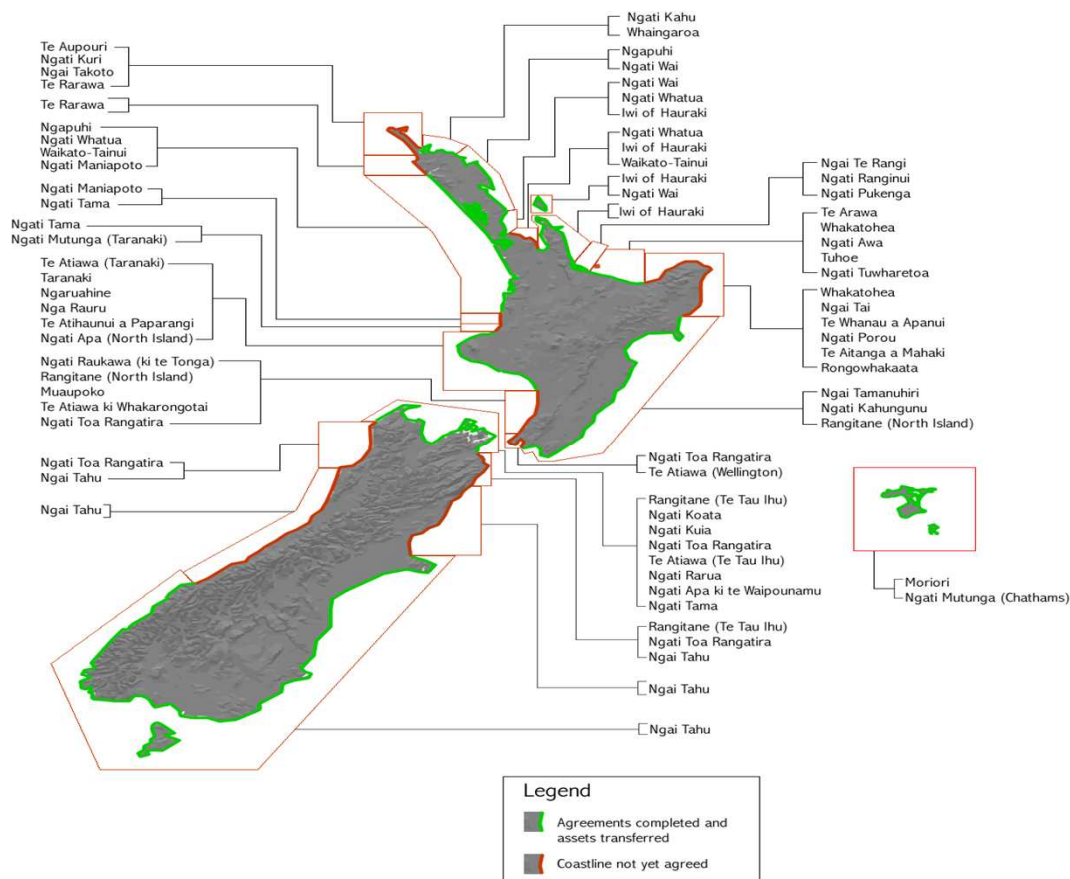 Te Aupouri
Ngati Kuri
Ngai Takoto
Te Rarawa
Te Rarawa
Ngapuhi
Ngati Whatua
Waikato-Tainui
Ngati Maniapoto
Ngati Maniapoto
Ngati Tama
Ngati Tama
Ngati Mutunga (Taranaki)
Te Atiawa (Taranaki)
Taranaki
Ngaruahine
Nga Rauru
Te Atihaunui a Paparangi
Ngati Apa (North Island)
Ngati Raukawa (ki te Tonga)
Rangitane (North Island)
Muaupoko
Te Atiawa ki Whakarongotai
Ngati Toa Rangatira
Ngati Toa Rangatira
Ngai Tahu
Ngai Tahu
Ngati Kahu
Whaingaroa
Ngapuhi
Ngati Wai
Ngati Wai
Ngati Whatua
Iwi of Hauraki
Ngati Whatua
Iwi of Hauraki
Waikato-Tainui
Iwi of Hauraki
Ngati Wai
Iwi of Hauraki
Ngai Te Rangi
Ngati Ranginui
Ngati Pukenga
Te Arawa
Whakatohea
Ngati Awa
Tuhoe
Ngati Tuwharetoa
Whakatohea
Ngai Tai
Te Whanau a Apanui
Ngati Porou
Te Aitanga a Mahaki
Rongowhakaata
Ngai Tamanuhiri
Ngati Kahungunu
Rangitane (North Island)
Ngati Toa Rangatira
Te Atiawa (Wellington)
Rangitane (Te Tau Ihu)
Ngati Koata
Ngati Kuia
Ngati Toa Rangatira
Te Atiawa (Te Tau Ihu)
Ngati Rarua
Ngati Apa ki te Waipounamu
Ngati Tama
Rangitane (Te Tau Ihu)
Ngati Toa Rangatira
Ngai Tahu
Ngai Tahu
Ngai Tahu
Moriori
Ngati Mutunga (Chathams)
Legend
Agreements completed and
assets transferred
Coastline not yet agreed